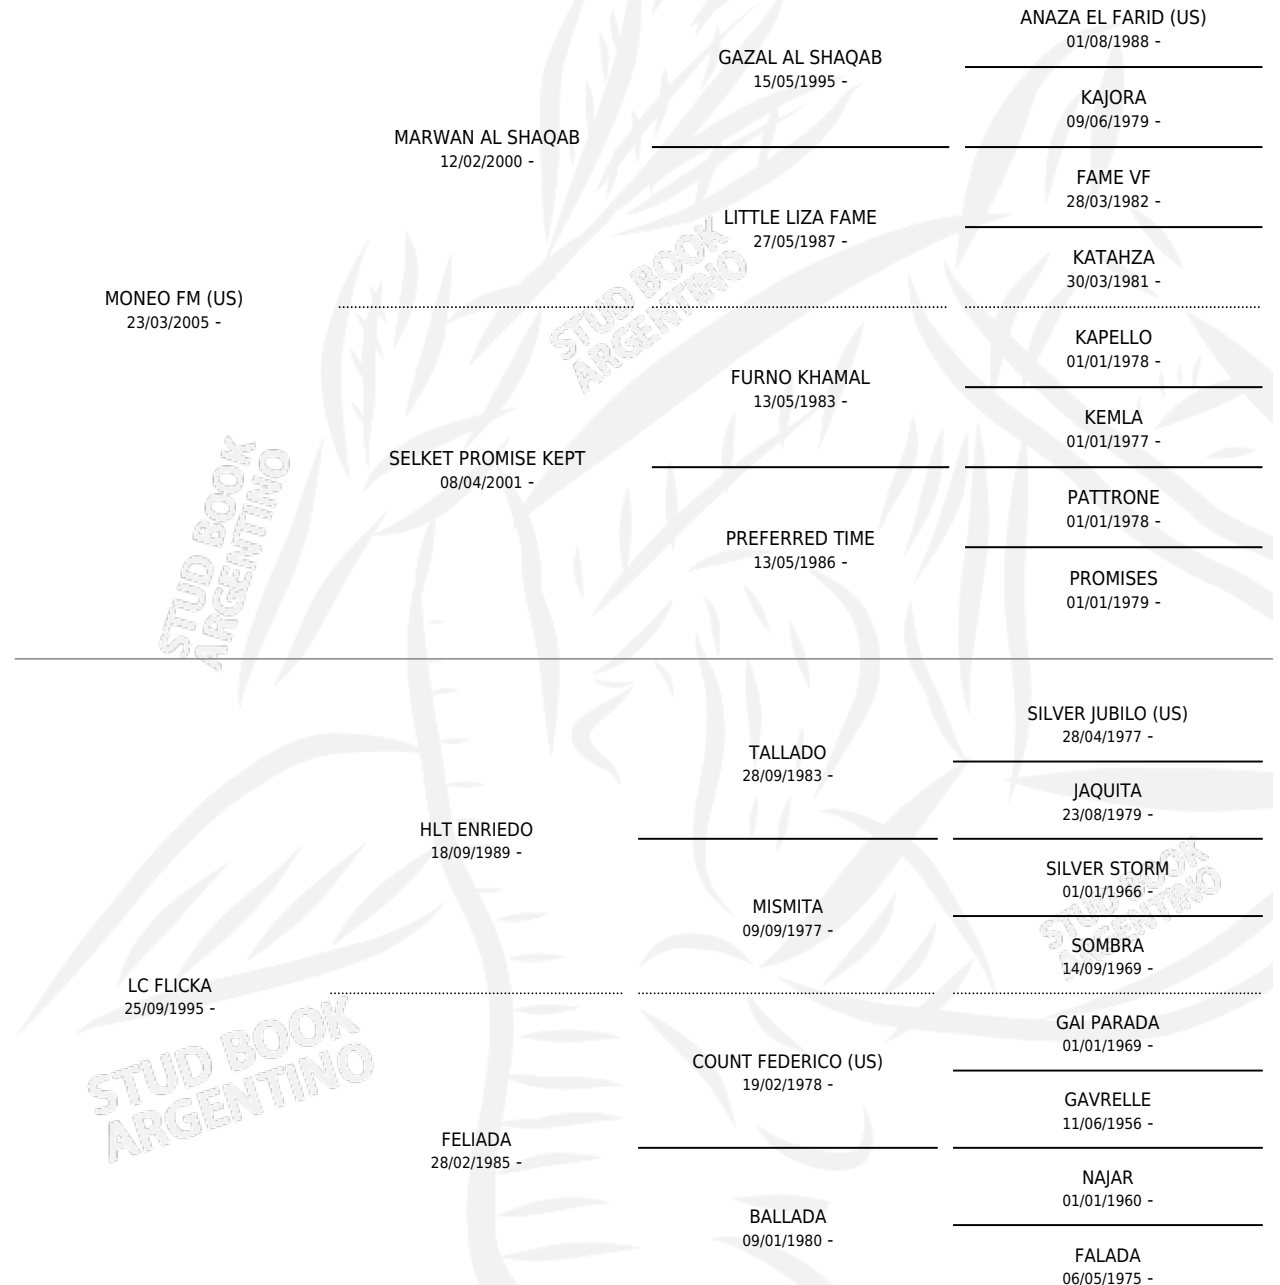 ANAZA EL FARID (US)
01/08/1988 -
GAZAL AL SHAQAB
15/05/1995 -
KAJORA
09/06/1979 -
MARWAN AL SHAQAB
12/02/2000 -
FAME VF
28/03/1982 -
LITTLE LIZA FAME
27/05/1987 -
KATAHZA
30/03/1981 -
MONEO FM (US)
23/03/2005 -
KAPELLO
01/01/1978 -
FURNO KHAMAL
13/05/1983 -
KEMLA
01/01/1977 -
SELKET PROMISE KEPT
08/04/2001 -
PATTRONE
01/01/1978 -
PREFERRED TIME
13/05/1986 -
PROMISES
01/01/1979 -
STUD BOOK
ARGENTINO
STUD BOOK
ARGENTINO
SILVER JUBILO (US)
28/04/1977 -
TALLADO
28/09/1983 -
JAQUITA
23/08/1979 -
HLT ENRIEDO
18/09/1989 -
SILVER STORM
01/01/1966 -
MISMITA
09/09/1977 -
SOMBRA
14/09/1969 -
STUD BOOK
ARGENTINO
LC FLICKA
25/09/1995 -
GAI PARADA
01/01/1969 -
COUNT FEDERICO (US)
19/02/1978 -
GAVRELLE
11/06/1956 -
FELIADA
28/02/1985 -
NAJAR
01/01/1960 -
BALLADA
09/01/1980 -
FALADA
06/05/1975 -
STUD BOOK
ARGENTINO